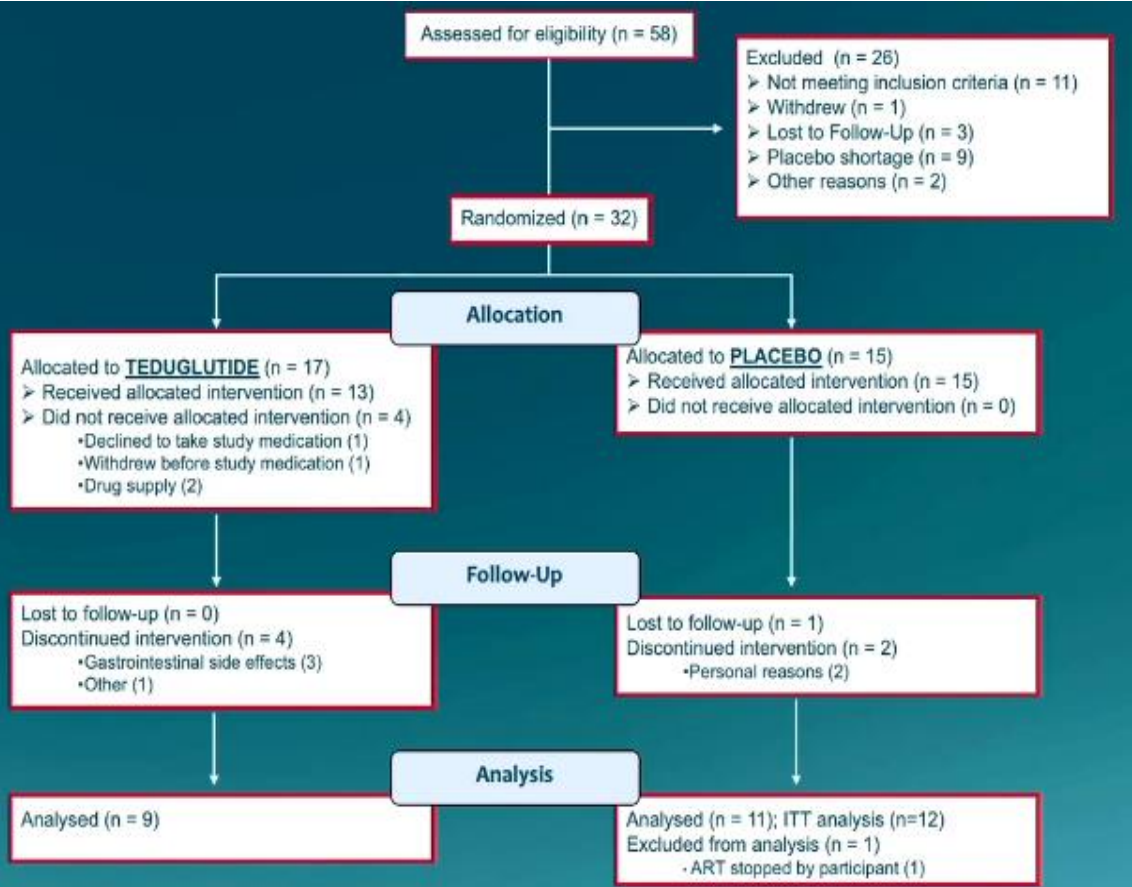 Assessed for eligibility (n = 58)
Excluded (n = 26)
➢ Not meeting inclusion criteria (n = 11)
➢ Withdrew (n = 1)
➢ Lost to Follow-Up (n = 3)
➢ Placebo shortage (n = 9)
➢ Other reasons (n = 2)
Randomized (n = 32)
Allocation
Allocated to TEDUGLUTIDE (n = 17)
➢ Received allocated intervention (n = 13)
➢ Did not receive allocated intervention (n = 4)
•Declined to take study medication (1)
•Withdrew before study medication (1)
•Drug supply (2)
Allocated to PLACEBO (n = 15)
➢ Received allocated intervention (n = 15)
➢ Did not receive allocated intervention (n = 0)
Follow-Up
Lost to follow-up (n = 0)
Discontinued intervention (n = 4)
•Gastrointestinal side effects (3)
•Other (1)
Lost to follow-up (n = 1)
Discontinued intervention (n = 2)
•Personal reasons (2)
Analysis
Analysed (n = 9)
Analysed (n = 11); ITT analysis (n=12)
Excluded from analysis (n = 1)
- ART stopped by participant (1)